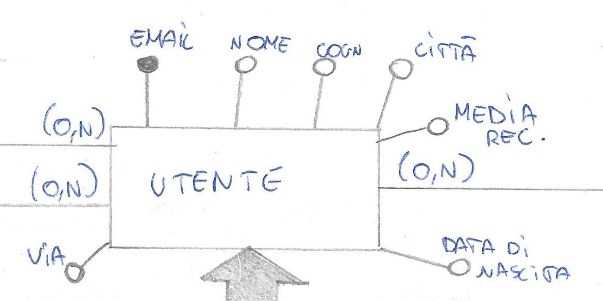 EMAIL
NOME
COGN
CITTÀ
MEDIA
REC.
(0,N)
(0,N)
UTENTE
(0,N)
VIA
DATA DI
NASCITA